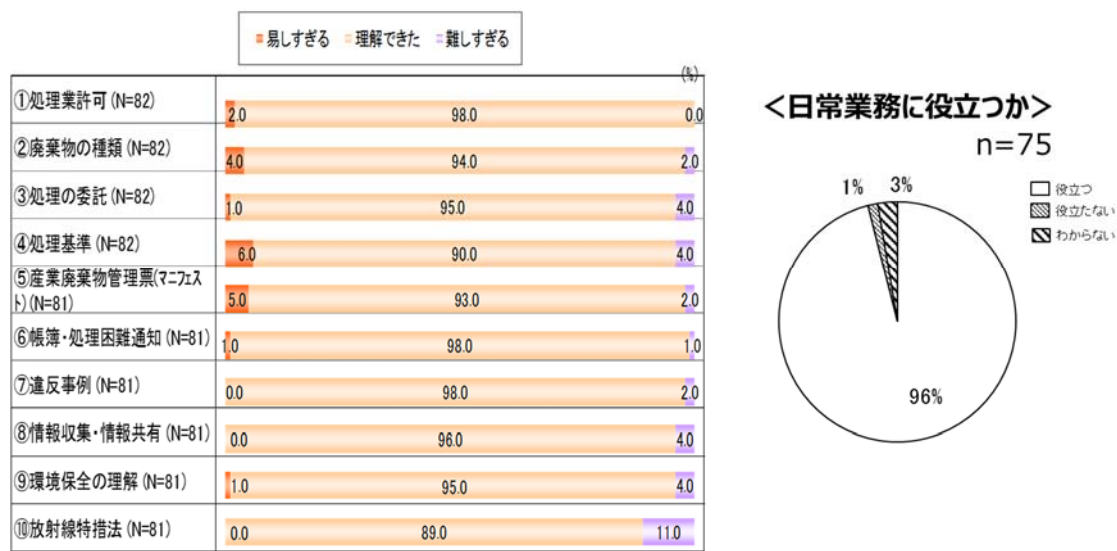 易しすぎる 理解できた 難しすぎる
(%)
①処理業許可 (N=82) 2.0 98.0 0.0
②廃棄物の種類 (N=82) 4.0 94.0 2.0
③処理の委託 (N=82) 1.0 95.0 4.0
④処理基準 (N=82) 6.0 90.0 4.0
⑤産業廃棄物管理票(マニフェス
ト) (N=81) 5.0 93.0 2.0
⑥帳簿・処理困難通知 (N=81) 1.0 98.0 1.0
⑦違反事例 (N=81) 0.0 98.0 2.0
⑧情報収集・情報共有 (N=81) 0.0 96.0 4.0
⑨環境保全の理解 (N=81) 1.0 95.0 4.0
⑩放射線特措法 (N=81) 0.0 89.0 11.0
＜日常業務に役立つか＞
n=75
1% 3%
役立つ
役立たない
わからない
96%